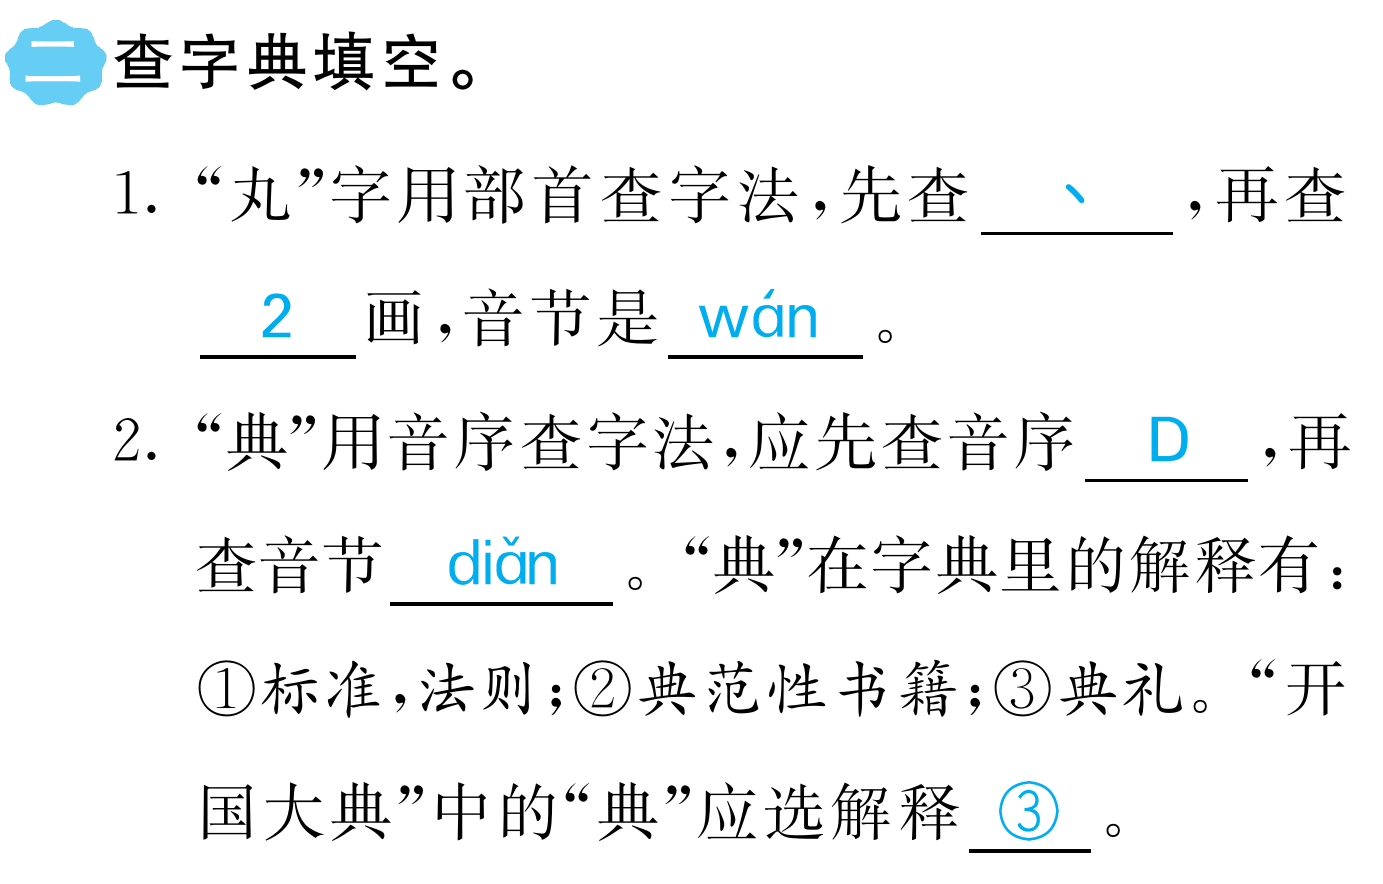 二 查字典填空。
1. “丸”字用部首查字法,先查 丶 ,再查
2 画,音节是 wán 。
2. “典”用音序查字法,应先查音序 D ,再
查音节 diǎn 。“典”在字典里的解释有:
①标准,法则;②典范性书籍;③典礼。“开
国大典”中的“典”应选解释 ③ 。